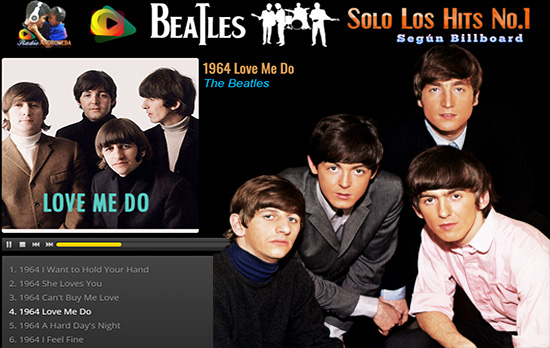 Radio ANDROMEDA
BEATLES
SOLO LOS HITS NO.1
Según Billboard
1964 Love Me Do
The Beatles
LOVE ME DO
1. 1964 I Want to Hold Your Hand
2. 1964 She Loves You
3. 1964 Can't Buy Me Love
4. 1964 Love Me Do
5. 1964 A Hard Day's Night
6. 1964 I Feel Fine